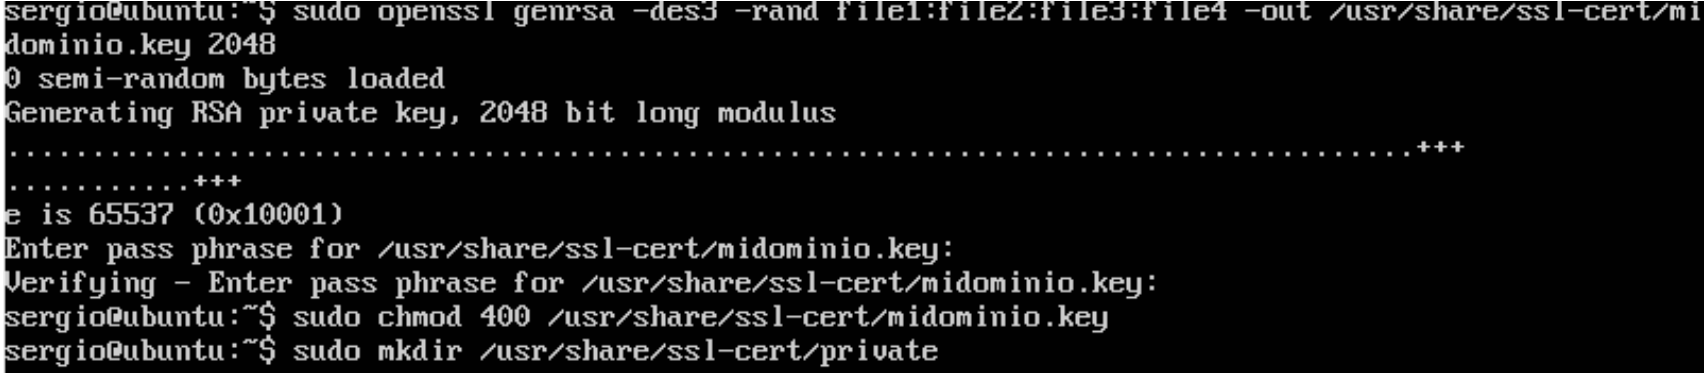 sergio@ubuntu:~$ sudo openssl genrsa -des3 -rand file1:file2:file3:file4 -out /usr/share/ssl-cert/mi
dominio.key 2048
0 semi-random bytes loaded
Generating RSA private key, 2048 bit long modulus
...................................................................................+++
...........+++
e is 65537 (0x10001)
Enter pass phrase for /usr/share/ssl-cert/midominio.key:
Verifying - Enter pass phrase for /usr/share/ssl-cert/midominio.key:
sergio@ubuntu:~$ sudo chmod 400 /usr/share/ssl-cert/midominio.key
sergio@ubuntu:~$ sudo mkdir /usr/share/ssl-cert/private